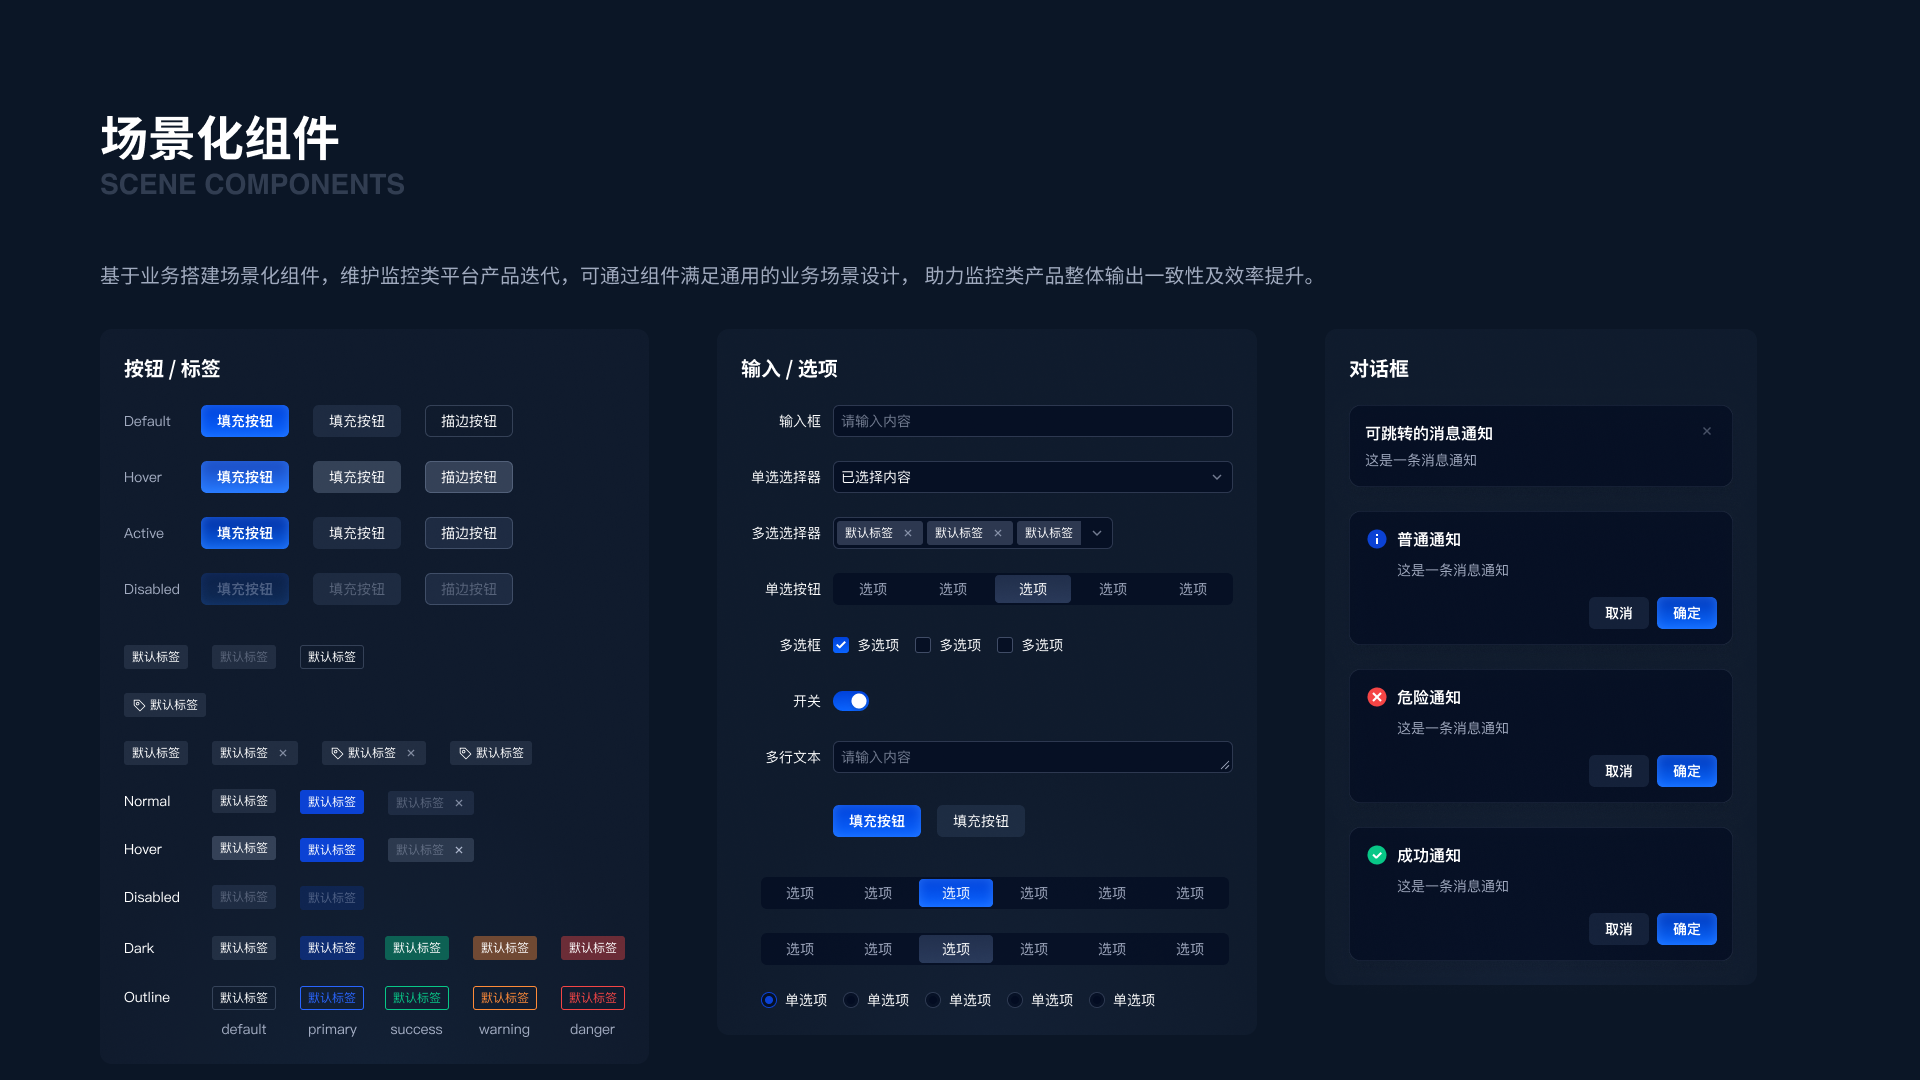 场景化组件
SCENE COMPONENTS
基于业务搭建场景化组件，维护监控类平台产品迭代，可通过组件满足通用的业务场景设计， 助力监控类产品整体输出一致性及效率提升。
按钮 / 标签
Default 填充按钮 填充按钮 描边按钮
Hover 填充按钮 填充按钮 描边按钮
Active 填充按钮 填充按钮 描边按钮
Disabled 填充按钮 填充按钮 描边按钮
默认标签 默认标签 默认标签
默认标签
默认标签 默认标签 默认标签 默认标签
Normal 默认标签 默认标签 默认标签
Hover 默认标签 默认标签 默认标签
Disabled 默认标签 默认标签
Dark 默认标签 默认标签 默认标签 默认标签 默认标签
Outline 默认标签 默认标签 默认标签 默认标签 默认标签
default primary success warning danger
输入 / 选项
输入框 请输入内容
单选选择器 已选择内容
多选选择器 默认标签 默认标签 默认标签
单选按钮 选项 选项 选项 选项 选项
多选框 多选项 多选项 多选项
开关
多行文本 请输入内容
填充按钮 填充按钮
选项 选项 选项 选项 选项 选项
选项 选项 选项 选项 选项 选项
单选项 单选项 单选项 单选项 单选项
对话框
可跳转的消息通知
这是一条消息通知
普通通知
这是一条消息通知
取消 确定
危险通知
这是一条消息通知
取消 确定
成功通知
这是一条消息通知
取消 确定